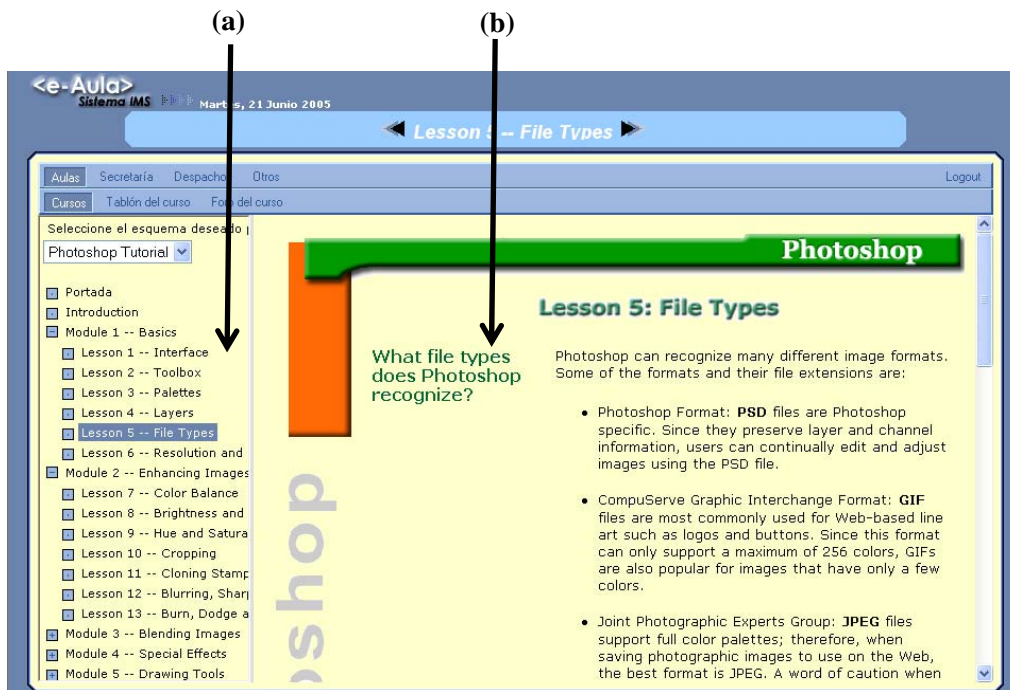 (a) (b)
<e-Aula>
Sistema IMS Martes, 21 Junio 2005
Lesson 5 -- File Types
Aulas Secretaría Despacho Otros Logout
Cursos Tablón del curso Foro del curso
Seleccione el esquema deseado
Photoshop Tutorial
Portada
Introduction
Module 1 -- Basics
Lesson 1 -- Interface
Lesson 2 -- Toolbox
Lesson 3 -- Palettes
Lesson 4 -- Layers
Lesson 5 -- File Types
Lesson 6 -- Resolution and
Module 2 -- Enhancing Images
Lesson 7 -- Color Balance
Lesson 8 -- Brightness and
Lesson 9 -- Hue and Satura
Lesson 10 -- Cropping
Lesson 11 -- Cloning Stamp
Lesson 12 -- Blurring, Shar
Lesson 13 -- Burn, Dodge a
Module 3 -- Blending Images
Module 4 -- Special Effects
Module 5 -- Drawing Tools
Photoshop
Lesson 5: File Types
What file types
does Photoshop
recognize?
Photoshop can recognize many different image formats.
Some of the formats and their file extensions are:
Photoshop Format: PSD files are Photoshop
specific. Since they preserve layer and channel
information, users can continually edit and adjust
images using the PSD file.
CompuServe Graphic Interchange Format: GIF
files are most commonly used for Web-based line
art such as logos and buttons. Since this format
can only support a maximum of 256 colors, GIFs
are also popular for images that have only a few
colors.
Joint Photographic Experts Group: JPEG files
support full color palettes; therefore, when
saving photographic images to use on the Web,
the best format is JPEG. A word of caution when
oshop